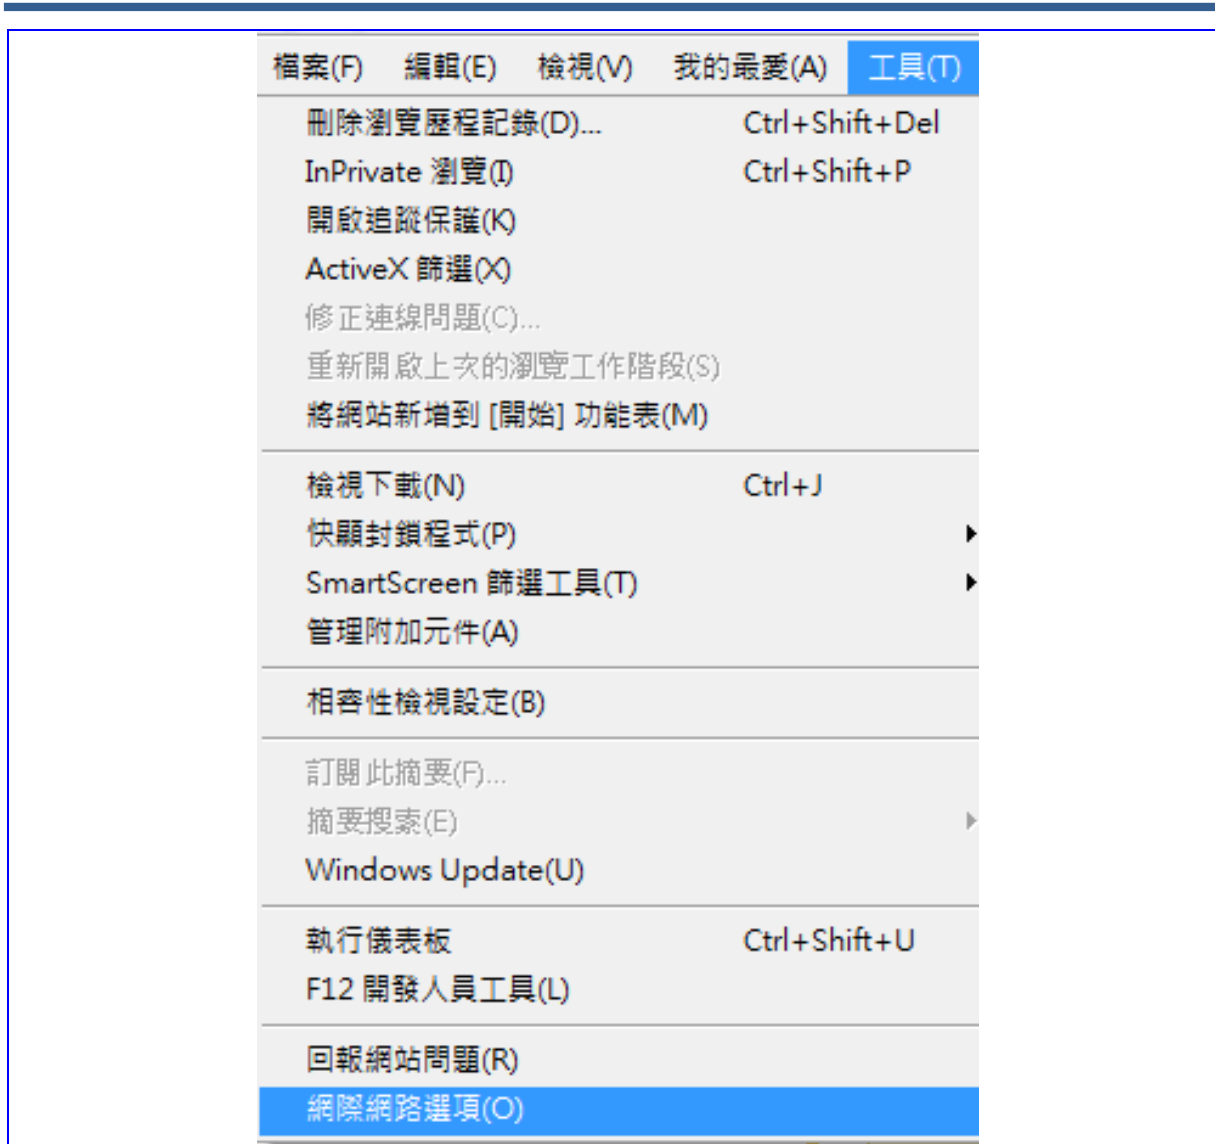 檔案(F) 編輯(E) 檢視(V) 我的最愛(A) 工具(T)
刪除瀏覽歷程記錄(D)... Ctrl+Shift+Del
InPrivate 瀏覽(I) Ctrl+Shift+P
開啟追蹤保護(K)
ActiveX 篩選(X)
修正連線問題(C)...
重新開啟上次的瀏覽工作階段(S)
將網站新增到 [開始] 功能表(M)
檢視下載(N) Ctrl+J
快顯封鎖程式(P)
SmartScreen 篩選工具(T)
管理附加元件(A)
相容性檢視設定(B)
訂閱此摘要(F)...
摘要搜索(E)
Windows Update(U)
執行儀表板 Ctrl+Shift+U
F12 開發人員工具(L)
回報網站問題(R)
網際網路選項(O)